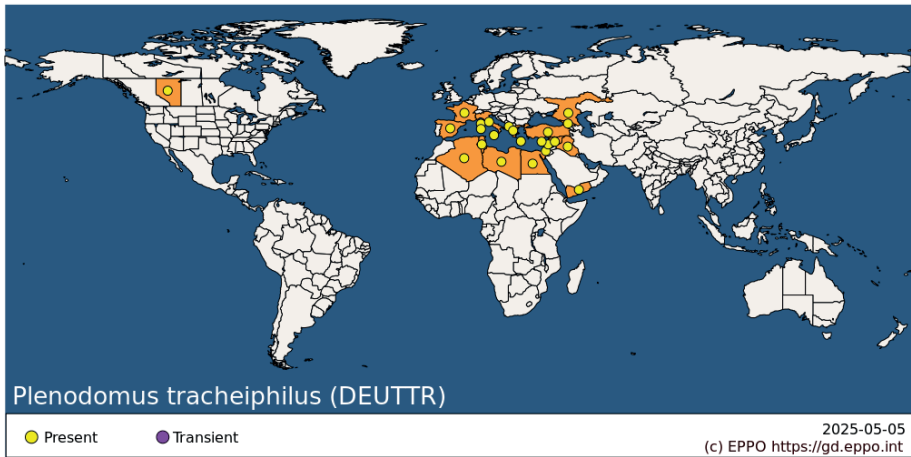 Plenodomus tracheiphilus (DEUTTR)
Present
Transient
2025-05-05
(c) EPPO https://gd.eppo.int